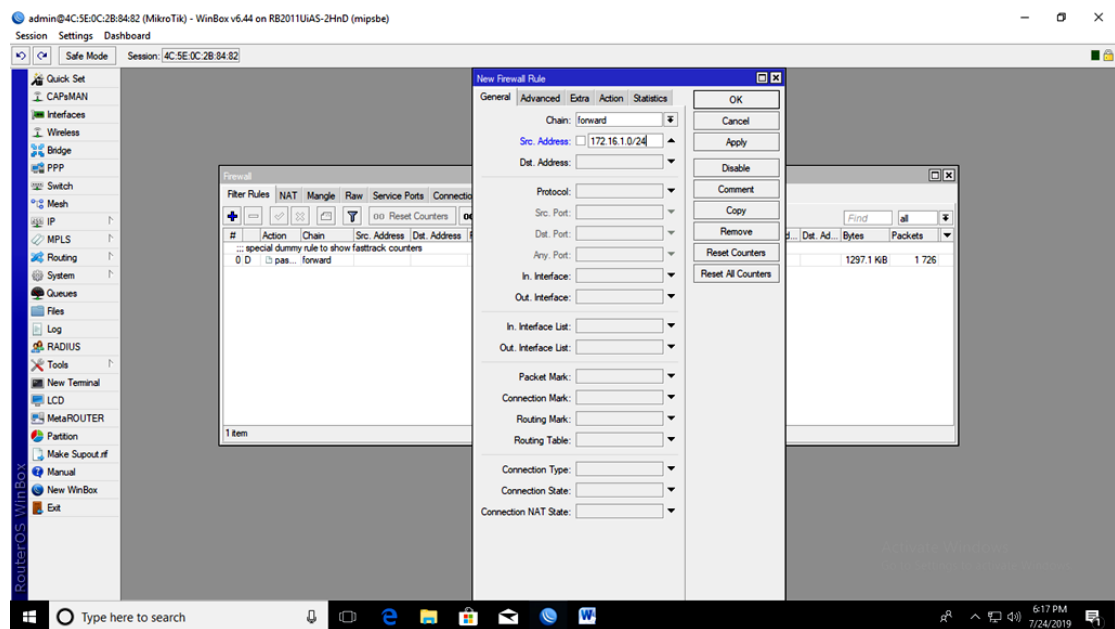 admin@4C:5E:0C:2B:84:82 (MikroTik) - WinBox v6.44 on RB2011UiAS-2HnD (mipsbe)
Session Settings Dashboard
Safe Mode Session: 4C:5E:0C:2B:84:82
Quick Set
CAPsMAN
Interfaces
Wireless
Bridge
PPP
Switch
Mesh
IP
MPLS
Routing
System
Queues
Files
Log
RADIUS
Tools
New Terminal
LCD
MetaROUTER
Partition
Make Supout.rif
Manual
New WinBox
Exit
RouterOS WinBox
Firewall
Filter Rules NAT Mangle Raw Service Ports Connectio
00 Reset Counters
Find all
# Action Chain Src. Address Dst. Address
Dst. Ad... Bytes Packets
;;; special dummy rule to show fasttrack counters
0 D pas... forward 1297.1 KiB 1 726
1 item
New Firewall Rule
General Advanced Extra Action Statistics
Chain: forward
Src. Address: 172.16.1.0/24
Dst. Address:
Protocol:
Src. Port:
Dst. Port:
Any. Port:
In. Interface:
Out. Interface:
In. Interface List:
Out. Interface List:
Packet Mark:
Connection Mark:
Routing Mark:
Routing Table:
Connection Type:
Connection State:
Connection NAT State:
OK
Cancel
Apply
Disable
Comment
Copy
Remove
Reset Counters
Reset All Counters
Activate Windows
Type here to search
6:17 PM
7/24/2019